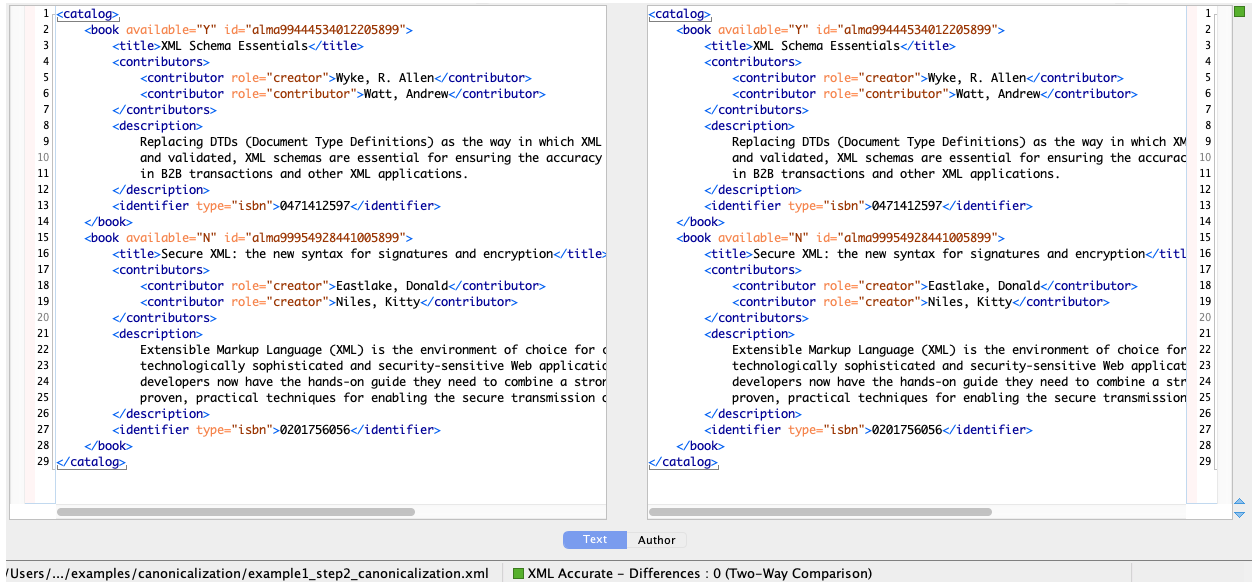 1 <catalog>
2 <book available="Y" id="alma99444534012205899">
3 <title>XML Schema Essentials</title>
4 <contributors>
5 <contributor role="creator">Wyke, R. Allen</contributor>
6 <contributor role="contributor">Watt, Andrew</contributor>
7 </contributors>
8 <description>
9 Replacing DTDs (Document Type Definitions) as the way in which XML
10 and validated, XML schemas are essential for ensuring the accuracy
11 in B2B transactions and other XML applications.
12 </description>
13 <identifier type="isbn">0471412597</identifier>
14 </book>
15 <book available="N" id="alma99954928441005899">
16 <title>Secure XML: the new syntax for signatures and encryption</title>
17 <contributors>
18 <contributor role="creator">Eastlake, Donald</contributor>
19 <contributor role="creator">Niles, Kitty</contributor>
20 </contributors>
21 <description>
22 Extensible Markup Language (XML) is the environment of choice for
23 technologically sophisticated and security-sensitive Web
24 developers now have the hands-on guide they need to combine a
25 proven, practical techniques for enabling the secure transmission
26 </description>
27 <identifier type="isbn">0201756056</identifier>
28 </book>
29 </catalog>
<catalog> 1
<book available="Y" id="alma99444534012205899"> 2
<title>XML Schema Essentials</title> 3
<contributors> 4
<contributor role="creator">Wyke, R. Allen</contributor> 5
<contributor role="contributor">Watt, Andrew</contributor> 6
</contributors> 7
<description> 8
Replacing DTDs (Document Type Definitions) as the way in which 9
and validated, XML schemas are essential for ensuring the 10
in B2B transactions and other XML applications. 11
</description> 12
<identifier type="isbn">0471412597</identifier> 13
</book> 14
<book available="N" id="alma99954928441005899"> 15
<title>Secure XML: the new syntax for signatures and encryption</titl 16
<contributors> 17
<contributor role="creator">Eastlake, Donald</contributor> 18
<contributor role="creator">Niles, Kitty</contributor> 19
</contributors> 20
<description> 21
Extensible Markup Language (XML) is the environment of choice for 22
technologically sophisticated and security-sensitive Web 23
developers now have the hands-on guide they need to combine a 24
proven, practical techniques for enabling the secure transmission 25
</description> 26
<identifier type="isbn">0201756056</identifier> 27
</book> 28
</catalog> 29
Text Author
/Users/.../examples/canonicalization/example1_step2_canonicalization.xml XML Accurate - Differences : 0 (Two-Way Comparison)